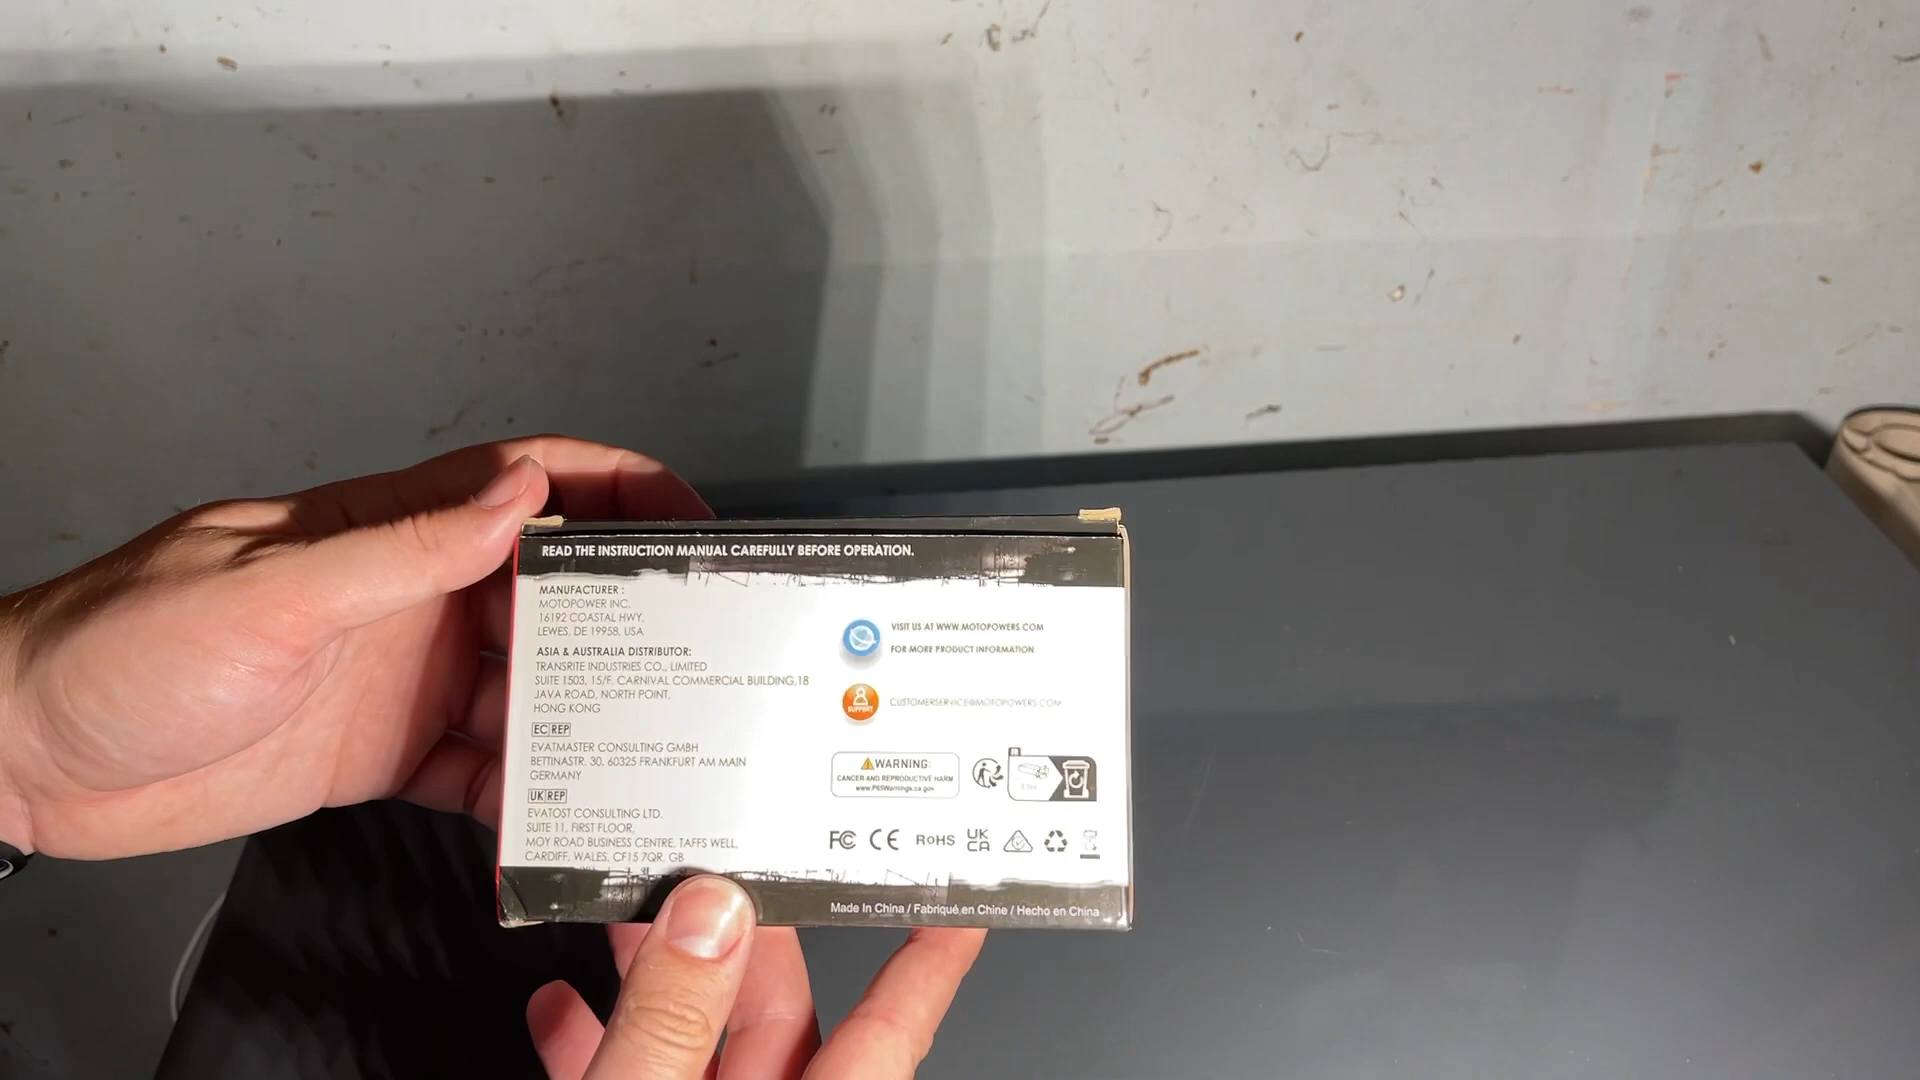 READ THE INSTRUCTION MANUAL CAREFULLY BEFORE OPERATION.
MANUFACTURER :
MOTOPOWER INC.
16192 COASTAL HWY,
LEWES, DE 19958, USA
ASIA & AUSTRALIA DISTRIBUTOR:
TRANSRITE INDUSTRIES CO., LIMITED
SUITE 1503, 15/F, CARNIVAL COMMERCIAL BUILDING,18
JAVA ROAD, NORTH POINT,
HONG KONG
EC REP
EVATMASTER CONSULTING GMBH
BETTINASTR. 30, 60325 FRANKFURT AM MAIN
GERMANY
UK REP
EVATOST CONSULTING LTD.
SUITE 11, FIRST FLOOR,
MOY ROAD BUSINESS CENTRE, TAFFS WELL,
CARDIFF, WALES, CF15 7QR, GB
VISIT US AT WWW.MOTOPOWERS.COM
FOR MORE PRODUCT INFORMATION
SUPPORT
CUSTOMERSERVICE@MOTOPOWERS.COM
WARNING:
CANCER AND REPRODUCTIVE HARM
www.P65Warnings.ca.gov
FC CE RoHS UK CA
Made In China / Fabriqué en Chine / Hecho en China